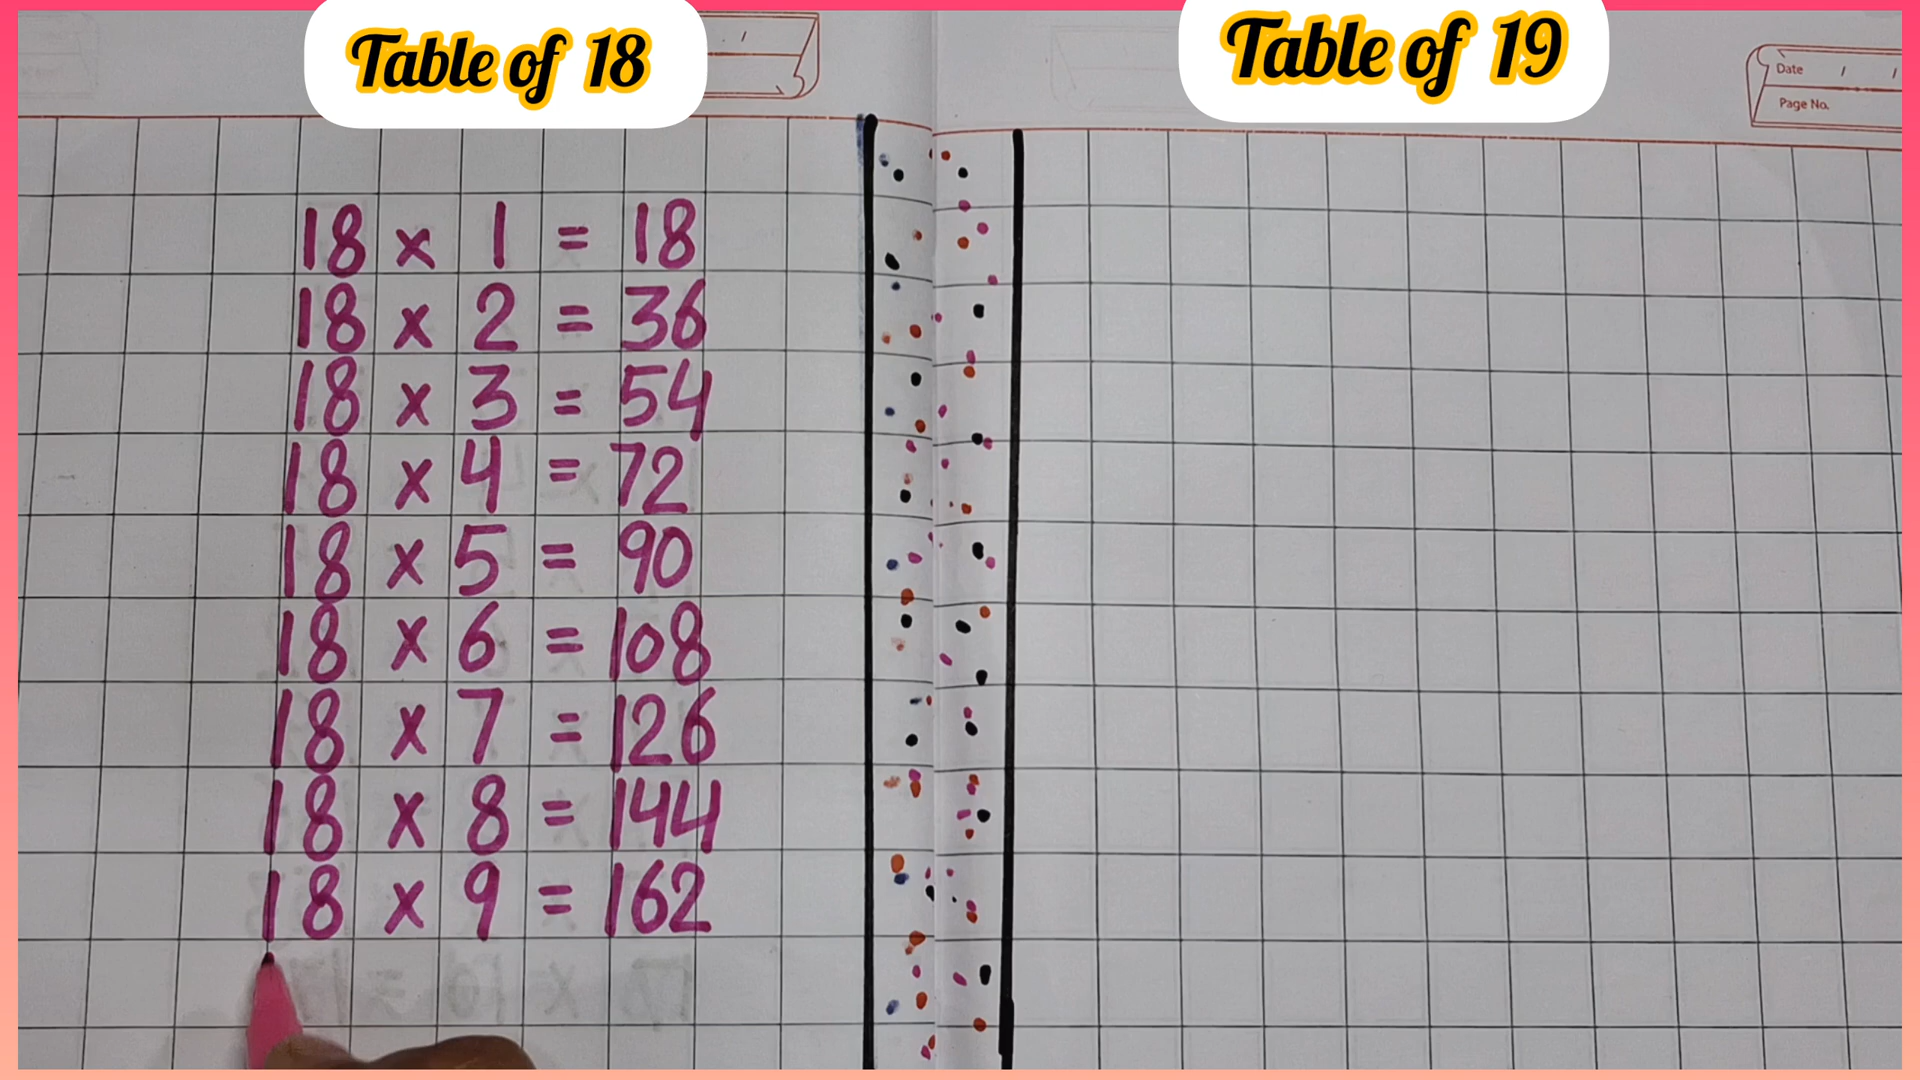 Table of 18
Table of 19
Date / /
Page No.
18 × 1 = 18
18 × 2 = 36
18 × 3 = 54
18 × 4 = 72
18 × 5 = 90
18 × 6 = 108
18 × 7 = 126
18 × 8 = 144
18 × 9 = 162